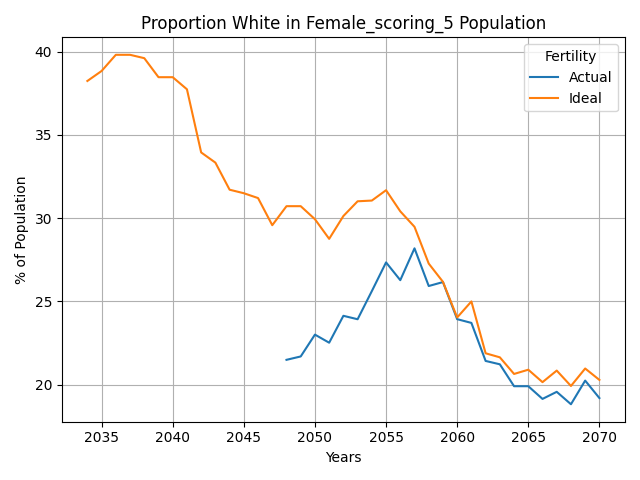 Proportion White in Female_scoring_5 Population
Fertility
Actual
Ideal
% of Population
40
35
30
25
20
2035 2040 2045 2050 2055 2060 2065 2070
Years